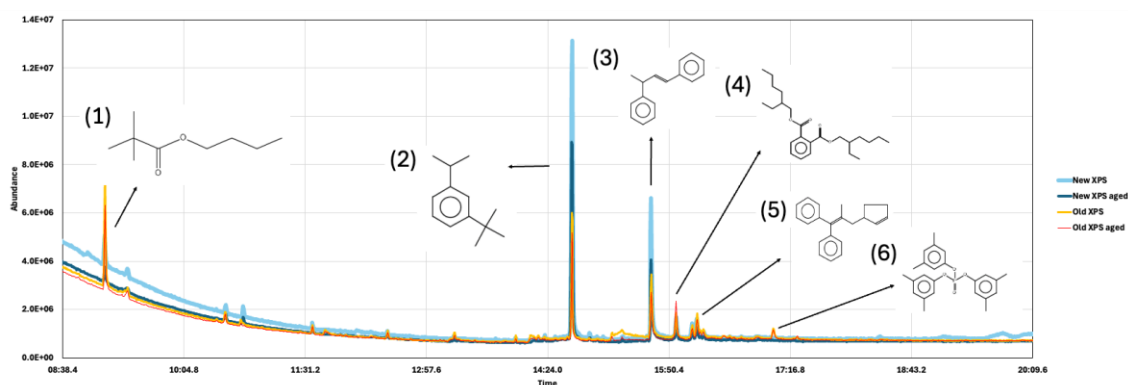 1.4E+07
1.2E+07
1.0E+07
8.0E+06
6.0E+06
4.0E+06
2.0E+06
0.0E+00
Abundance
08:38.4
10:04.8
11:31.2
12:57.6
14:24.0
15:50.4
17:16.8
18:43.2
20:09.6
Time
(1)
O
O
(2)
(3)
(4)
(5)
(6)
New XPS
New XPS aged
Old XPS
Old XPS aged